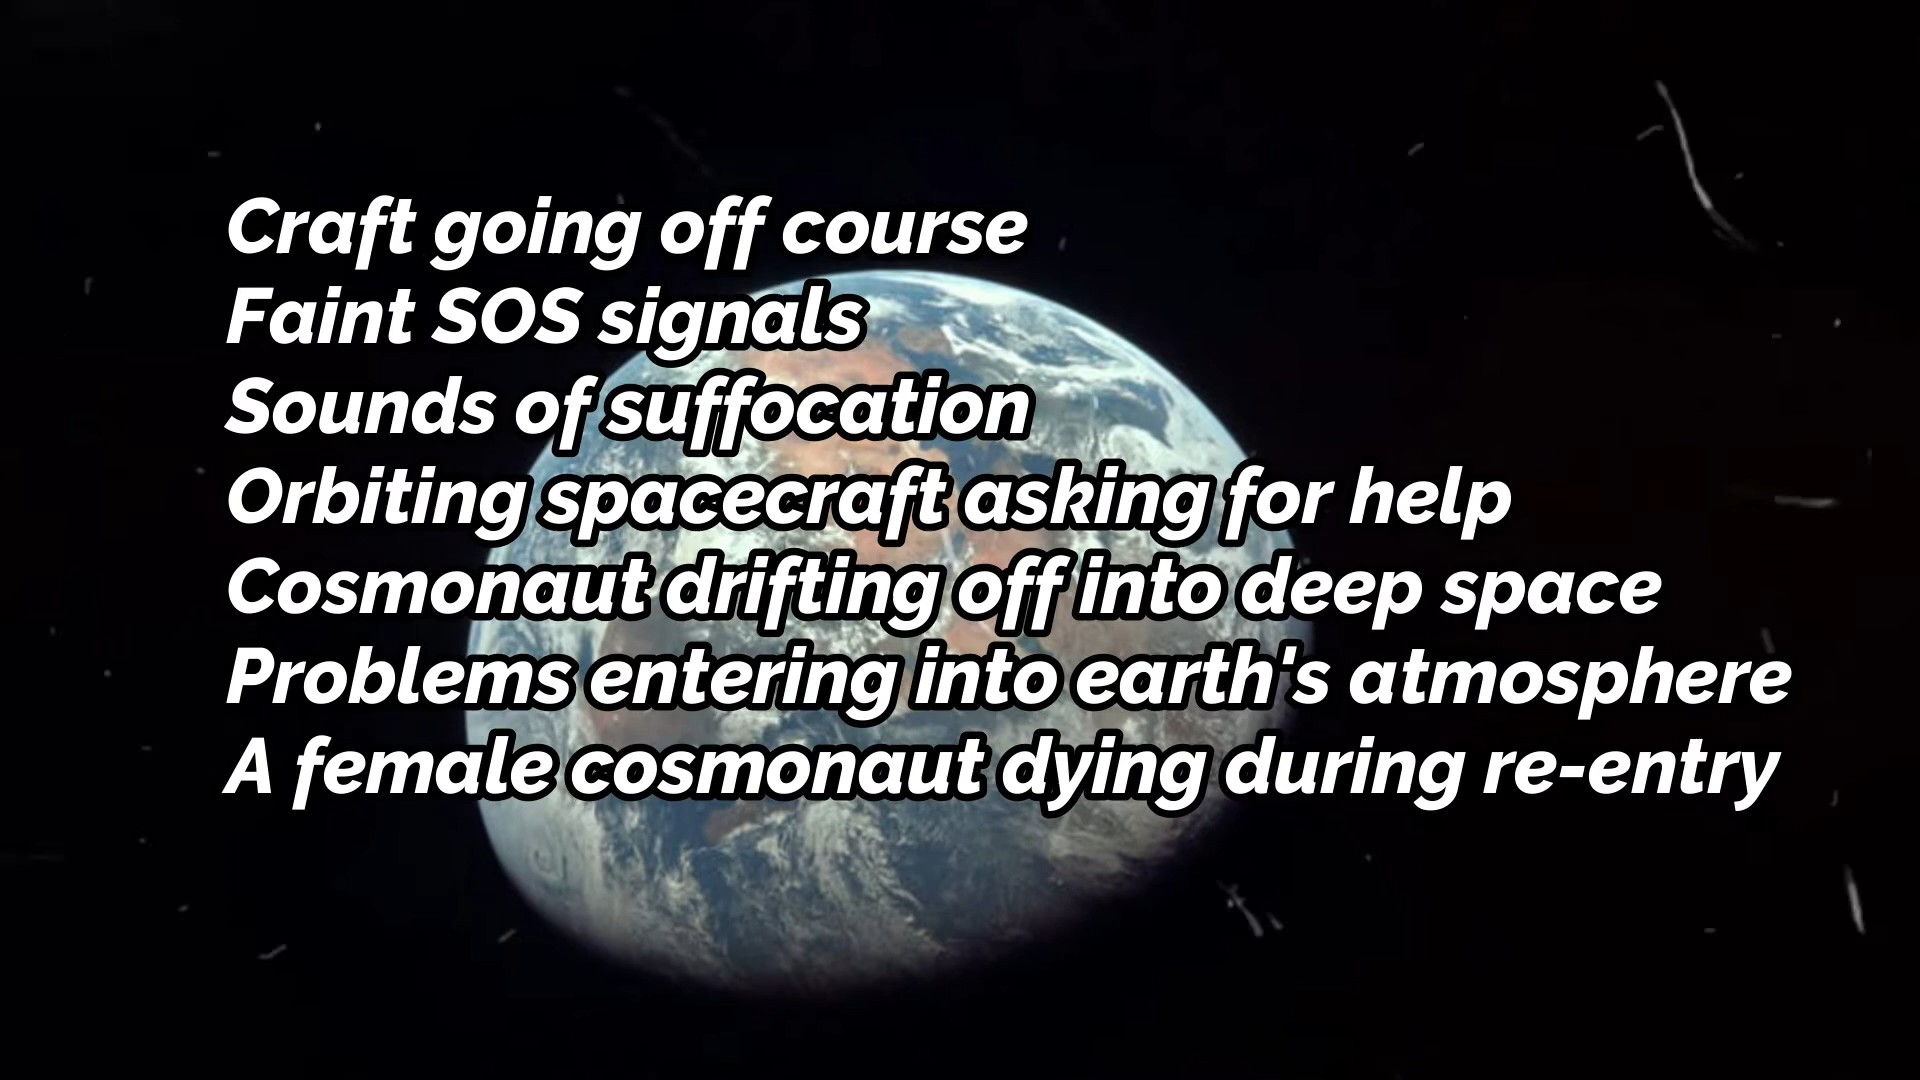 Craft going off course
Faint SOS signals
Sounds of suffocation
Orbiting spacecraft asking for help
Cosmonaut drifting off into deep space
Problems entering into earth's atmosphere
A female cosmonaut dying during re-entry